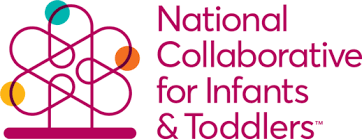 National
Collaborative
for Infants
& Toddlers™